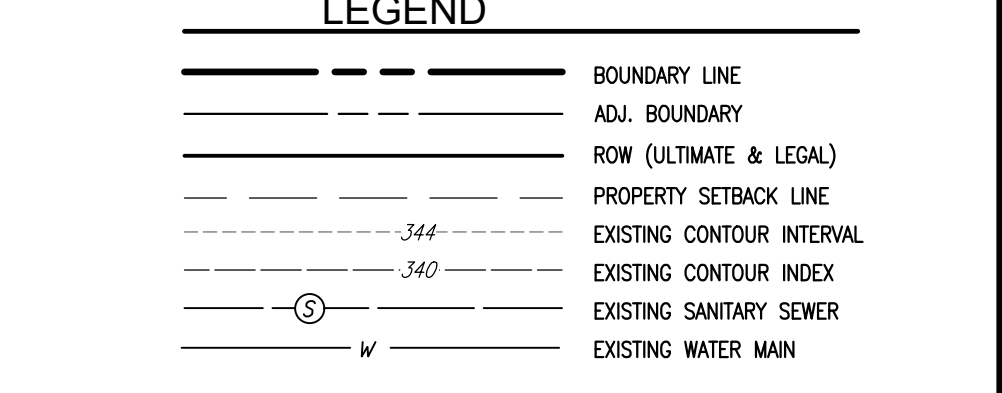 LEGEND
BOUNDARY LINE
ADJ. BOUNDARY
ROW (ULTIMATE & LEGAL)
PROPERTY SETBACK LINE
344 EXISTING CONTOUR INTERVAL
340 EXISTING CONTOUR INDEX
S EXISTING SANITARY SEWER
W EXISTING WATER MAIN